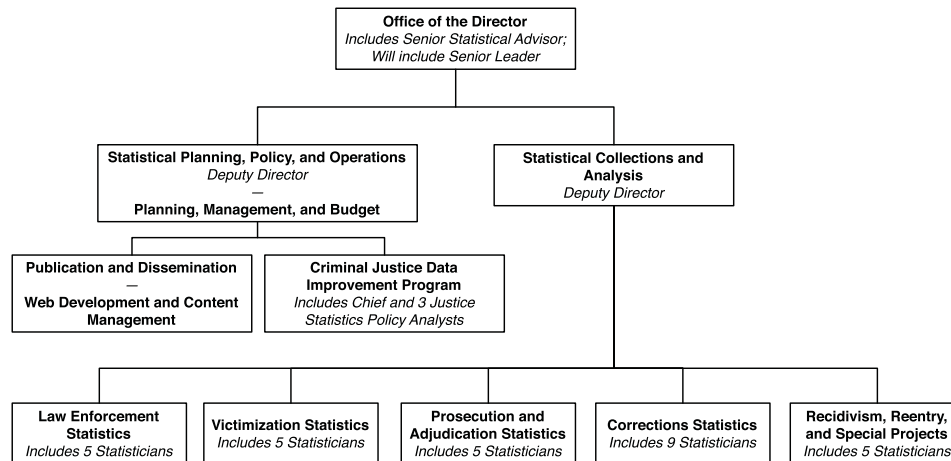 Office of the Director
Includes Senior Statistical Advisor;
Will include Senior Leader
Statistical Planning, Policy, and Operations
Deputy Director
—
Planning, Management, and Budget
Statistical Collections and
Analysis
Deputy Director
Publication and Dissemination
—
Web Development and Content
Management
Criminal Justice Data
Improvement Program
Includes Chief and 3 Justice
Statistics Policy Analysts
Law Enforcement
Statistics
Includes 5 Statisticians
Victimization Statistics
Includes 5 Statisticians
Prosecution and
Adjudication Statistics
Includes 5 Statisticians
Corrections Statistics
Includes 9 Statisticians
Recidivism, Reentry,
and Special Projects
Includes 5 Statisticians